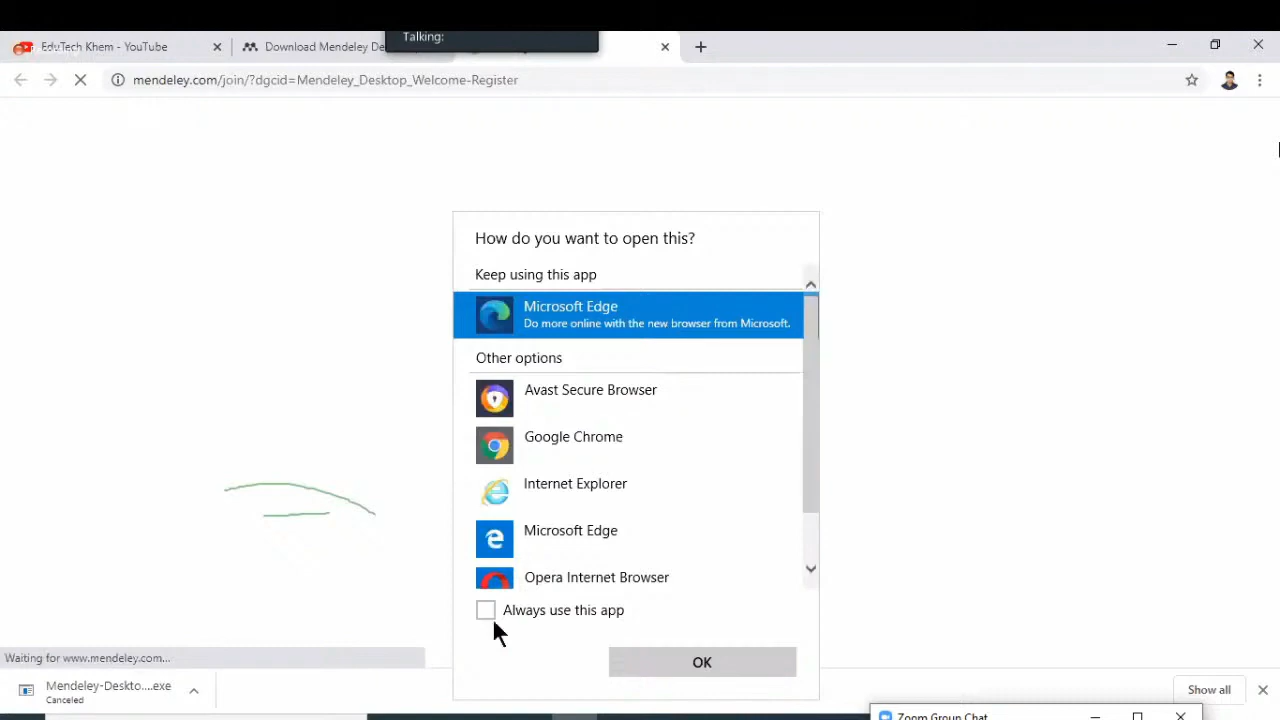 Talking:
EduTech Khem - YouTube
Download Mendeley De
mendeley.com/join/?dgcid=Mendeley_Desktop_Welcome-Register
How do you want to open this?
Keep using this app
Microsoft Edge
Do more online with the new browser from Microsoft.
Other options
Avast Secure Browser
Google Chrome
Internet Explorer
Microsoft Edge
Opera Internet Browser
Always use this app
OK
Waiting for www.mendeley.com...
Mendeley-Deskto....exe
Canceled
Show all
Zoom Group Chat